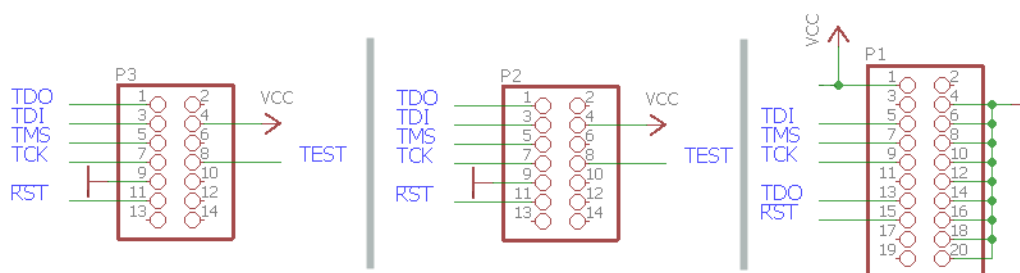 P3
TDO 1 2 VCC
TDI 3 4
TMS 5 6
TCK 7 8 TEST
9 10
RST 11 12
13 14
P2
TDO 1 2 VCC
TDI 3 4
TMS 5 6
TCK 7 8 TEST
9 10
RST 11 12
13 14
VCC
P1
1 2
3 4
TDI 5 6
TMS 7 8
TCK 9 10
11 12
TDO 13 14
RST 15 16
17 18
19 20